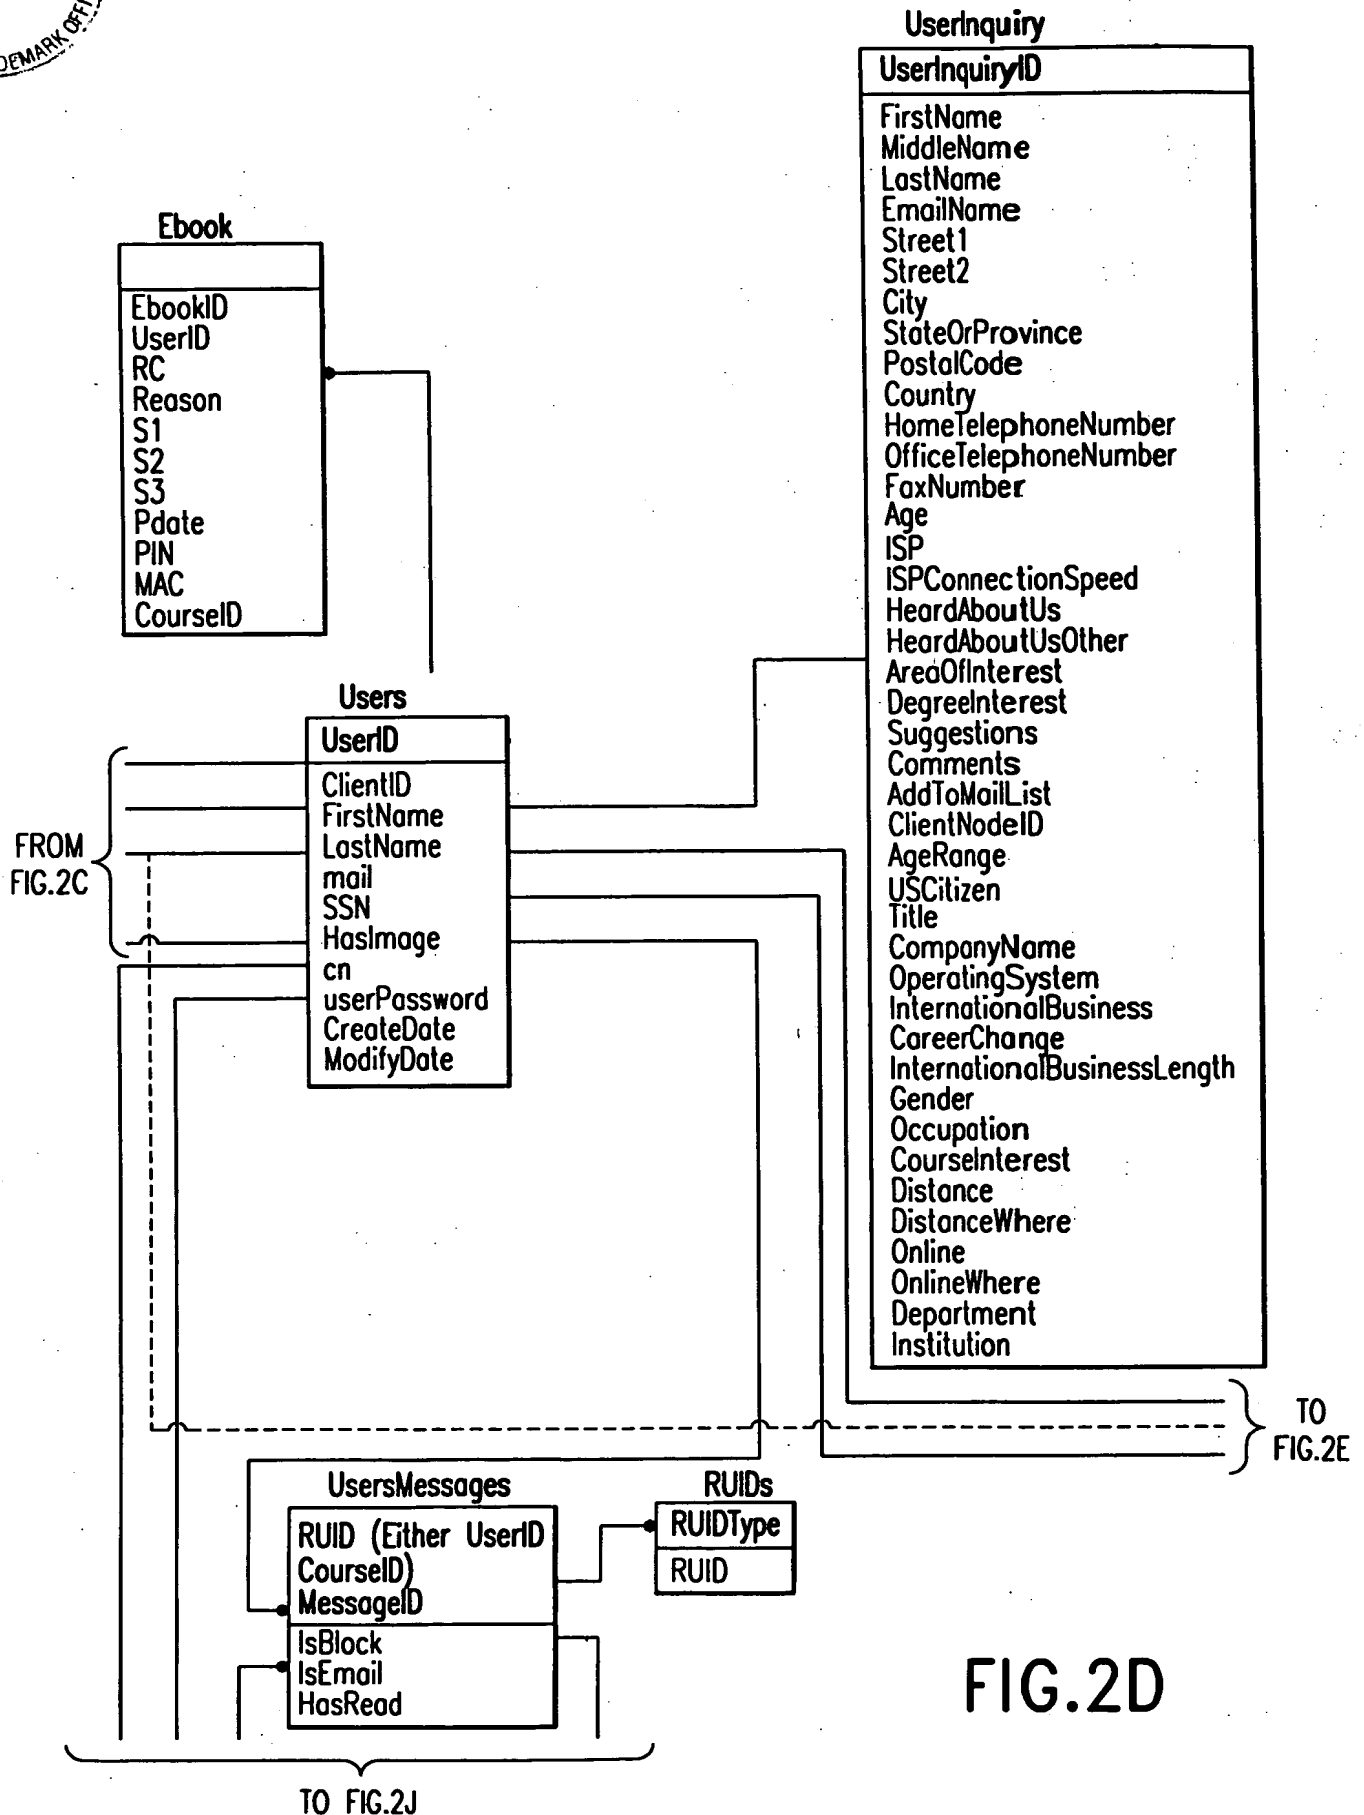 UserInquiry
UserInquiryID
FirstName
MiddleName
LastName
EmailName
Street1
Street2
City
StateOrProvince
PostalCode
Country
HomeTelephoneNumber
OfficeTelephoneNumber
FaxNumber
Age
ISP
ISPConnectionSpeed
HeardAboutUs
HeardAboutUsOther
AreaOfInterest
DegreeInterest
Suggestions
Comments
AddToMailList
ClientNodeID
AgeRange
USCitizen
Title
CompanyName
OperatingSystem
InternationalBusiness
CareerChange
InternationalBusinessLength
Gender
Occupation
CourseInterest
Distance
DistanceWhere
Online
OnlineWhere
Department
Institution
Ebook
EbookID
UserID
RC
Reason
S1
S2
S3
Pdate
PIN
MAC
CourseID
Users
UserID
ClientID
FirstName
LastName
mail
SSN
HasImage
cn
userPassword
CreateDate
ModifyDate
FROM
FIG.2C
TO
FIG.2E
UsersMessages
RUID (Either UserID
CourseID)
MessageID
IsBlock
IsEmail
HasRead
RUIDs
RUIDType
RUID
FIG.2D
TO FIG.2J